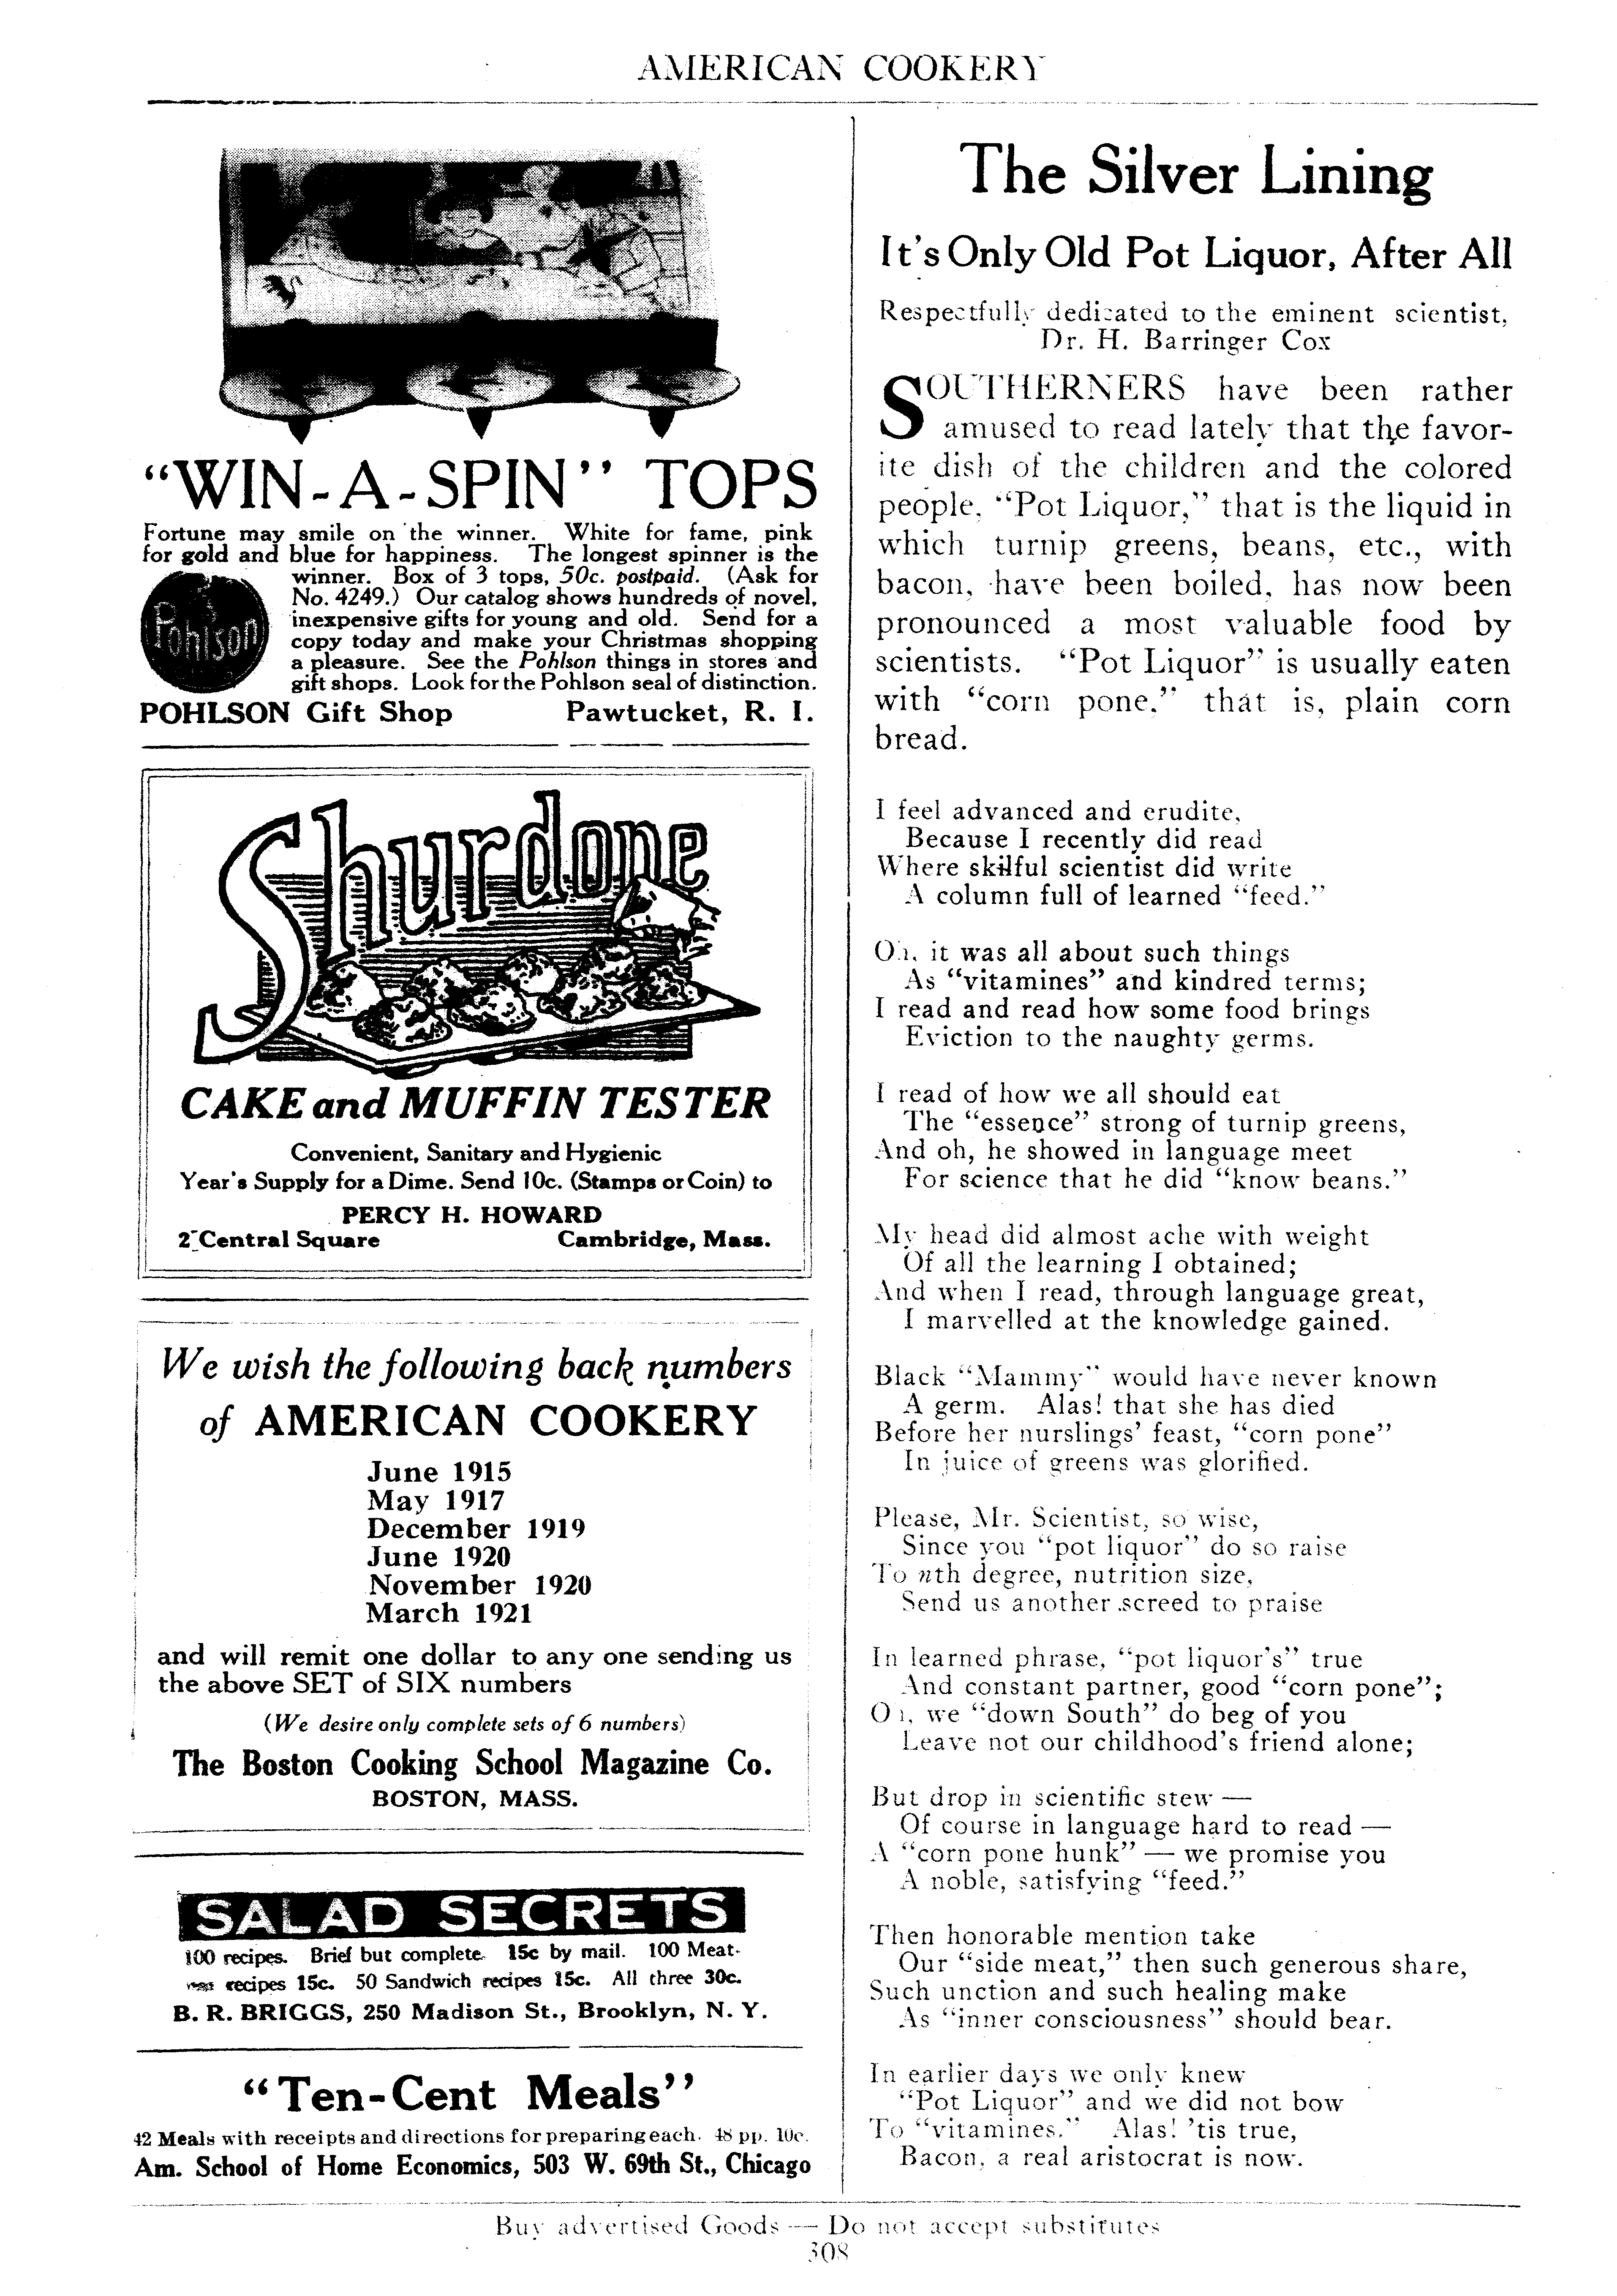 AMERICAN COOKERY
"WIN-A-SPIN" TOPS
Fortune may smile on the winner. White for fame, pink
for gold and blue for happiness. The longest spinner is the
winner. Box of 3 tops, 50c. postpaid. (Ask for
No. 4249.) Our catalog shows hundreds of novel,
inexpensive gifts for young and old. Send for a
copy today and make your Christmas shopping
a pleasure. See the Pohlson things in stores and
gift shops. Look for the Pohlson seal of distinction.
Pohlson
POHLSON Gift Shop Pawtucket, R. I.
Shurdone
CAKE and MUFFIN TESTER
Convenient, Sanitary and Hygienic
Year's Supply for a Dime. Send 10c. (Stamps or Coin) to
PERCY H. HOWARD
2 Central Square Cambridge, Mass.
We wish the following back numbers
of AMERICAN COOKERY
June 1915
May 1917
December 1919
June 1920
November 1920
March 1921
and will remit one dollar to any one sending us
the above SET of SIX numbers
(We desire only complete sets of 6 numbers)
The Boston Cooking School Magazine Co.
BOSTON, MASS.
SALAD SECRETS
100 recipes. Brief but complete. 15c by mail. 100 Meat-
recipes 15c. 50 Sandwich recipes 15c. All three 30c.
B. R. BRIGGS, 250 Madison St., Brooklyn, N. Y.
"Ten-Cent Meals"
42 Meals with receipts and directions for preparing each. 48 pp. 10c.
Am. School of Home Economics, 503 W. 69th St., Chicago
The Silver Lining
It's Only Old Pot Liquor, After All
Respectfully dedicated to the eminent scientist,
Dr. H. Barringer Cox
SOUTHERNERS have been rather
amused to read lately that the favor-
ite dish of the children and the colored
people, "Pot Liquor," that is the liquid in
which turnip greens, beans, etc., with
bacon, have been boiled, has now been
pronounced a most valuable food by
scientists. "Pot Liquor" is usually eaten
with "corn pone," that is, plain corn
bread.
I feel advanced and erudite,
Because I recently did read
Where skilful scientist did write
A column full of learned "feed."
Oh, it was all about such things
As "vitamines" and kindred terms;
I read and read how some food brings
Eviction to the naughty germs.
I read of how we all should eat
The "essence" strong of turnip greens,
And oh, he showed in language meet
For science that he did "know beans."
My head did almost ache with weight
Of all the learning I obtained;
And when I read, through language great,
I marvelled at the knowledge gained.
Black "Mammy" would have never known
A germ. Alas! that she has died
Before her nurslings' feast, "corn pone"
In juice of greens was glorified.
Please, Mr. Scientist, so wise,
Since you "pot liquor" do so raise
To nth degree, nutrition size,
Send us another screed to praise
In learned phrase, "pot liquor's" true
And constant partner, good "corn pone";
Oh, we "down South" do beg of you
Leave not our childhood's friend alone;
But drop in scientific stew —
Of course in language hard to read —
A "corn pone hunk" — we promise you
A noble, satisfying "feed."
Then honorable mention take
Our "side meat," then such generous share,
Such unction and such healing make
As "inner consciousness" should bear.
In earlier days we only knew
"Pot Liquor" and we did not bow
To "vitamines." Alas! 'tis true,
Bacon, a real aristocrat is now.
Buy advertised Goods — Do not accept substitutes
308